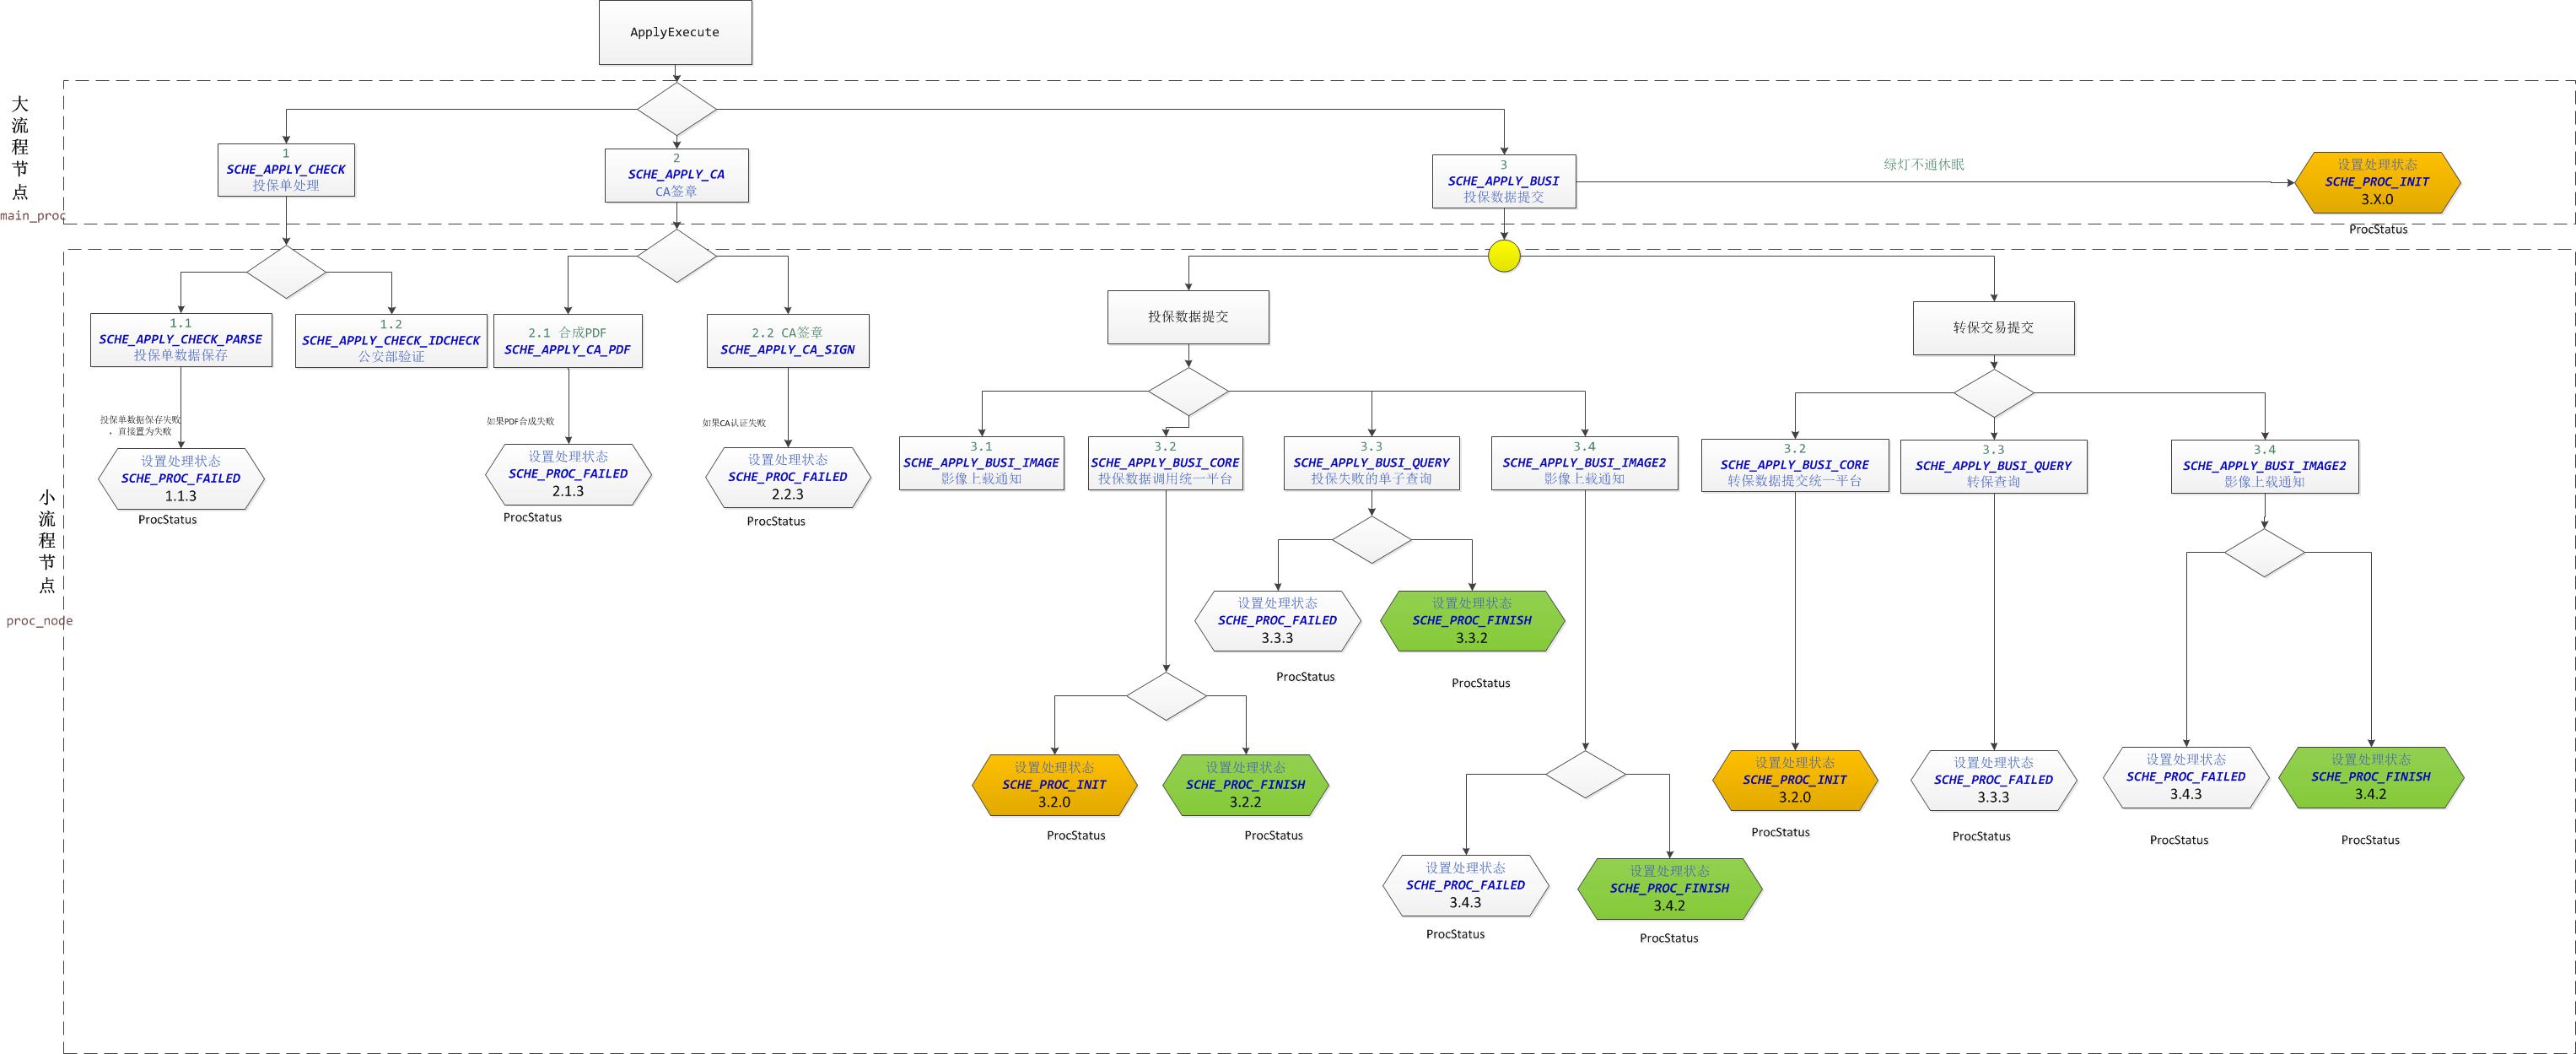 ApplyExecute
大流程节点
main_proc
1
SCHE_APPLY_CHECK
投保单处理
2
SCHE_APPLY_CA
CA签章
3
SCHE_APPLY_BUSI
投保数据提交
绿灯不通休眠
设置处理状态
SCHE_PROC_INIT
3.X.0
ProcStatus
小流程节点
proc_node
1.1
SCHE_APPLY_CHECK_PARSE
投保单数据保存
1.2
SCHE_APPLY_CHECK_IDCHECK
公安部验证
2.1 合成PDF
SCHE_APPLY_CA_PDF
2.2 CA签章
SCHE_APPLY_CA_SIGN
投保数据提交
转保交易提交
投保单数据保存失败
，直接置为失败
如果PDF合成失败
如果CA认证失败
设置处理状态
SCHE_PROC_FAILED
1.1.3
ProcStatus
设置处理状态
SCHE_PROC_FAILED
2.1.3
ProcStatus
设置处理状态
SCHE_PROC_FAILED
2.2.3
ProcStatus
3.1
SCHE_APPLY_BUSI_IMAGE
影像上载通知
3.2
SCHE_APPLY_BUSI_CORE
投保数据调用统一平台
3.3
SCHE_APPLY_BUSI_QUERY
投保失败的单子查询
3.4
SCHE_APPLY_BUSI_IMAGE2
影像上载通知
3.2
SCHE_APPLY_BUSI_CORE
转保数据提交统一平台
3.3
SCHE_APPLY_BUSI_QUERY
转保查询
3.4
SCHE_APPLY_BUSI_IMAGE2
影像上载通知
设置处理状态
SCHE_PROC_FAILED
3.3.3
ProcStatus
设置处理状态
SCHE_PROC_FINISH
3.3.2
ProcStatus
设置处理状态
SCHE_PROC_INIT
3.2.0
ProcStatus
设置处理状态
SCHE_PROC_FINISH
3.2.2
ProcStatus
设置处理状态
SCHE_PROC_INIT
3.2.0
ProcStatus
设置处理状态
SCHE_PROC_FAILED
3.3.3
ProcStatus
设置处理状态
SCHE_PROC_FAILED
3.4.3
ProcStatus
设置处理状态
SCHE_PROC_FINISH
3.4.2
ProcStatus
设置处理状态
SCHE_PROC_FAILED
3.4.3
ProcStatus
设置处理状态
SCHE_PROC_FINISH
3.4.2
ProcStatus